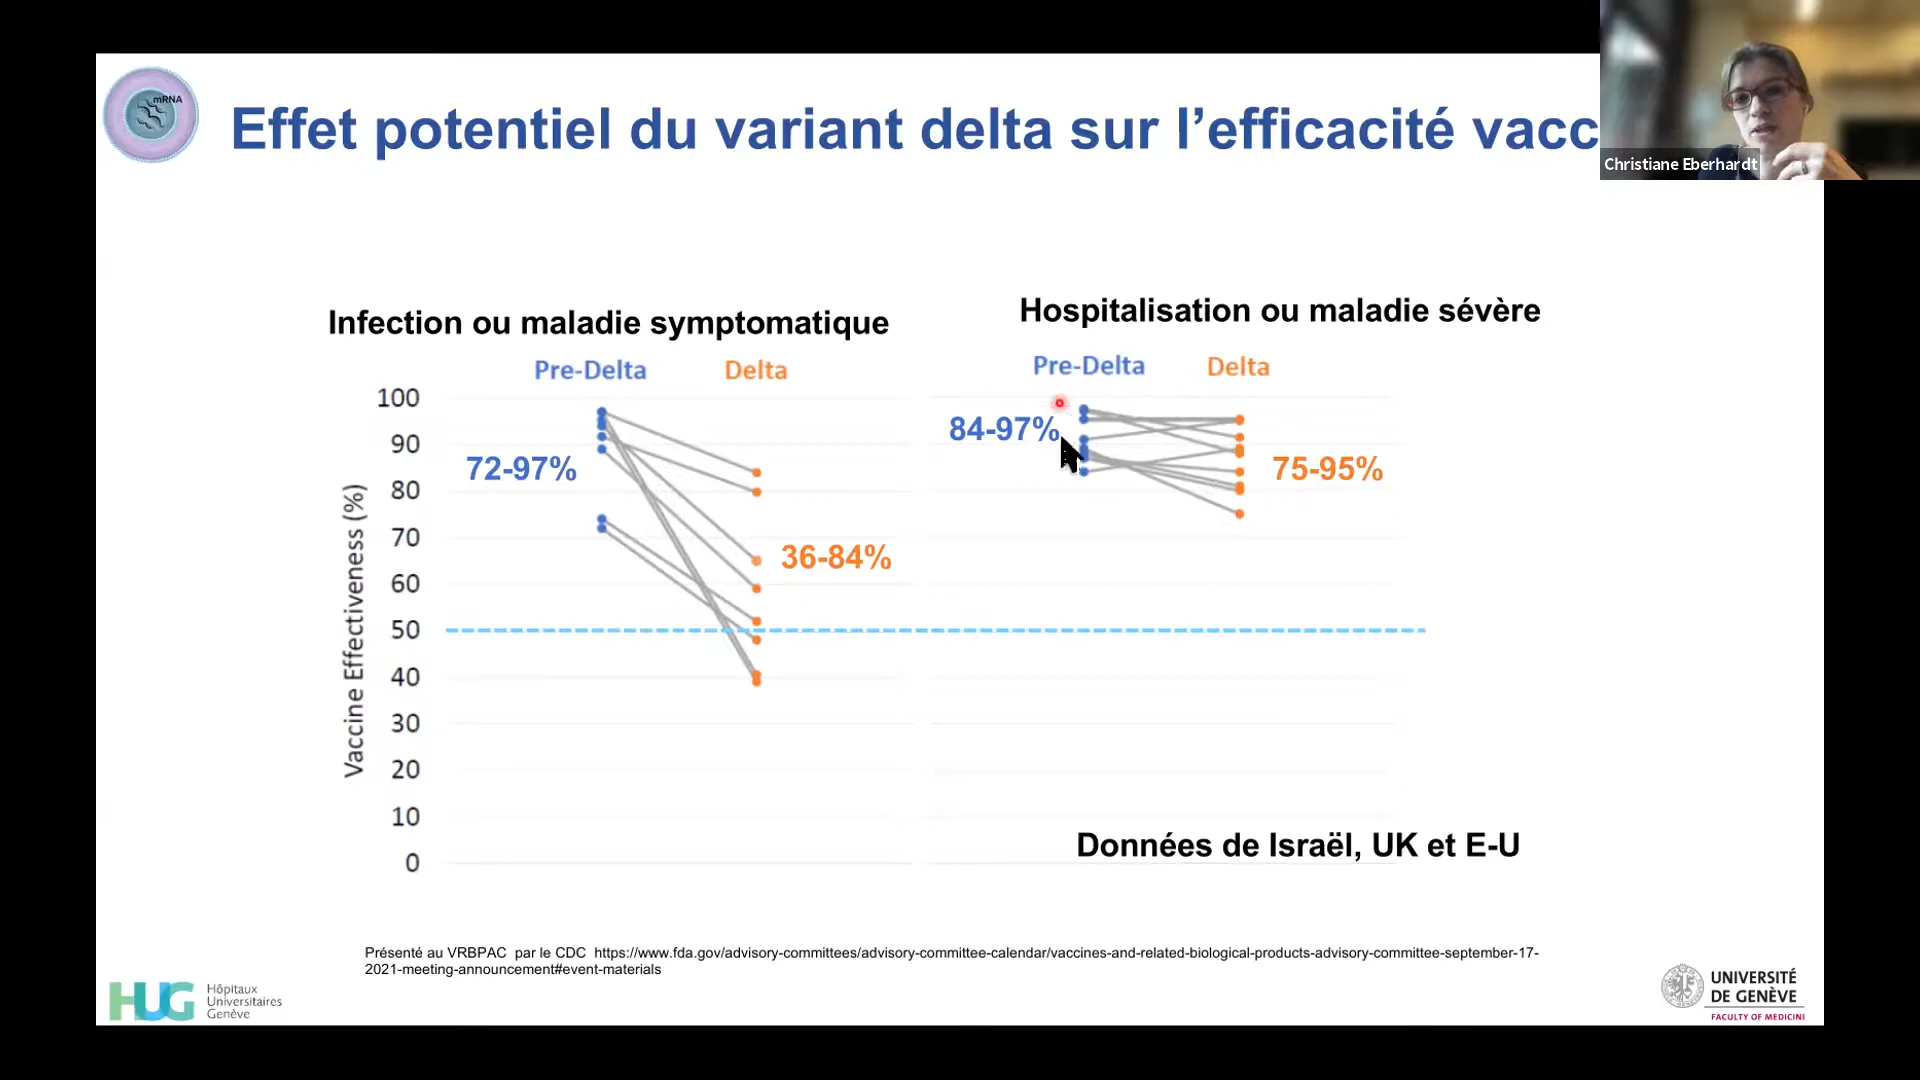 mRNA
Effet potentiel du variant delta sur l’efficacité vacc
Christiane Eberhardt
Infection ou maladie symptomatique
Hospitalisation ou maladie sévère
Pre-Delta
Delta
Pre-Delta
Delta
Vaccine Effectiveness (%)
100
90
80
70
60
50
40
30
20
10
0
72-97%
36-84%
84-97%
75-95%
Données de Israël, UK et E-U
Présenté au VRBPAC par le CDC https://www.fda.gov/advisory-committees/advisory-committee-calendar/vaccines-and-related-biological-products-advisory-committee-september-17-
2021-meeting-announcement#event-materials
HUG
Hôpitaux
Universitaires
Genève
UNIVERSITÉ
DE GENÈVE
FACULTY OF MEDICINE